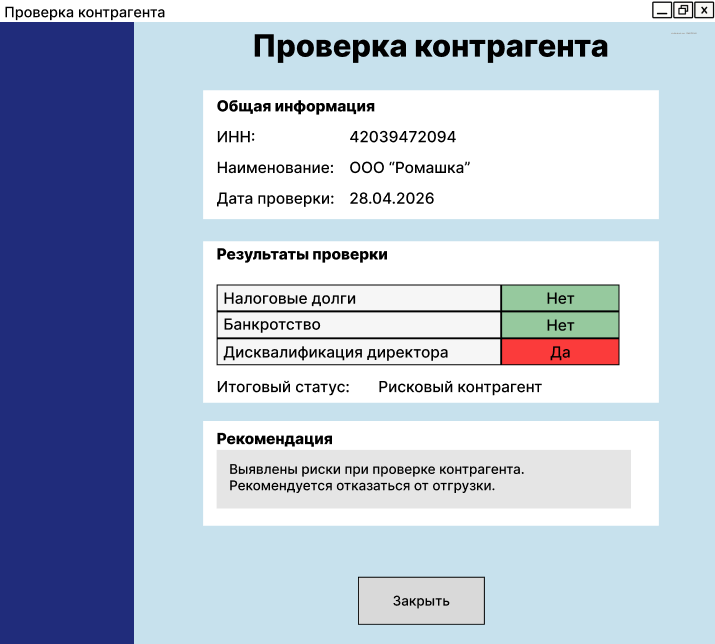 Проверка контрагента
Проверка контрагента
Общая информация
ИНН: 42039472094
Наименование: ООО “Ромашка”
Дата проверки: 28.04.2026
Результаты проверки
Налоговые долги Нет
Банкротство Нет
Дисквалификация директора Да
Итоговый статус: Рисковый контрагент
Рекомендация
Выявлены риски при проверке контрагента.
Рекомендуется отказаться от отгрузки.
Закрыть